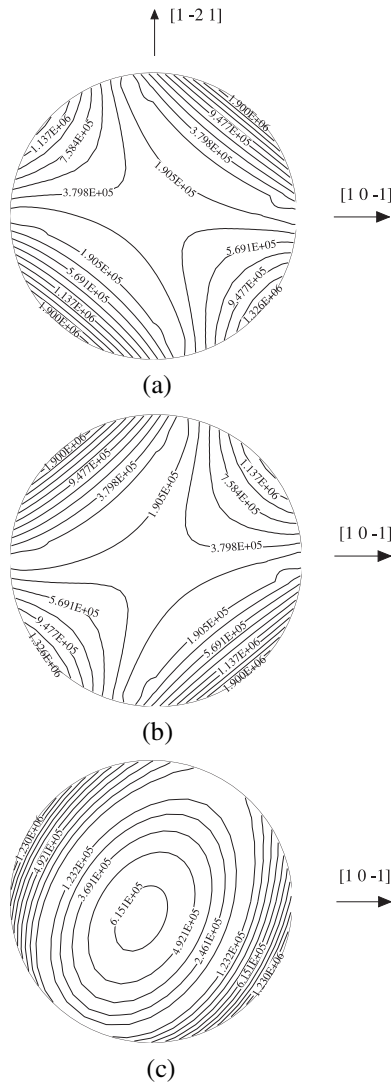 [1 -2 1]
1.900E+06
9.477E+05
3.798E+05
1.137E+06
7.584E+05
3.798E+05
1.905E+05
[1 0 -1]
1.905E+05
5.691E+05
1.137E+06
1.900E+06
5.691E+05
9.477E+05
1.326E+06
(a)
1.900E+06
9.477E+05
3.798E+05
1.137E+06
7.584E+05
1.905E+05
3.798E+05
[1 0 -1]
5.691E+05
9.477E+05
1.326E+06
1.905E+05
5.691E+05
1.137E+06
1.900E+06
(b)
1.230E+06
4.921E+05
1.232E+05
3.691E+05
6.151E+05
[1 0 -1]
4.921E+05
2.461E+05
1.232E+05
6.151E+05
1.230E+06
(c)